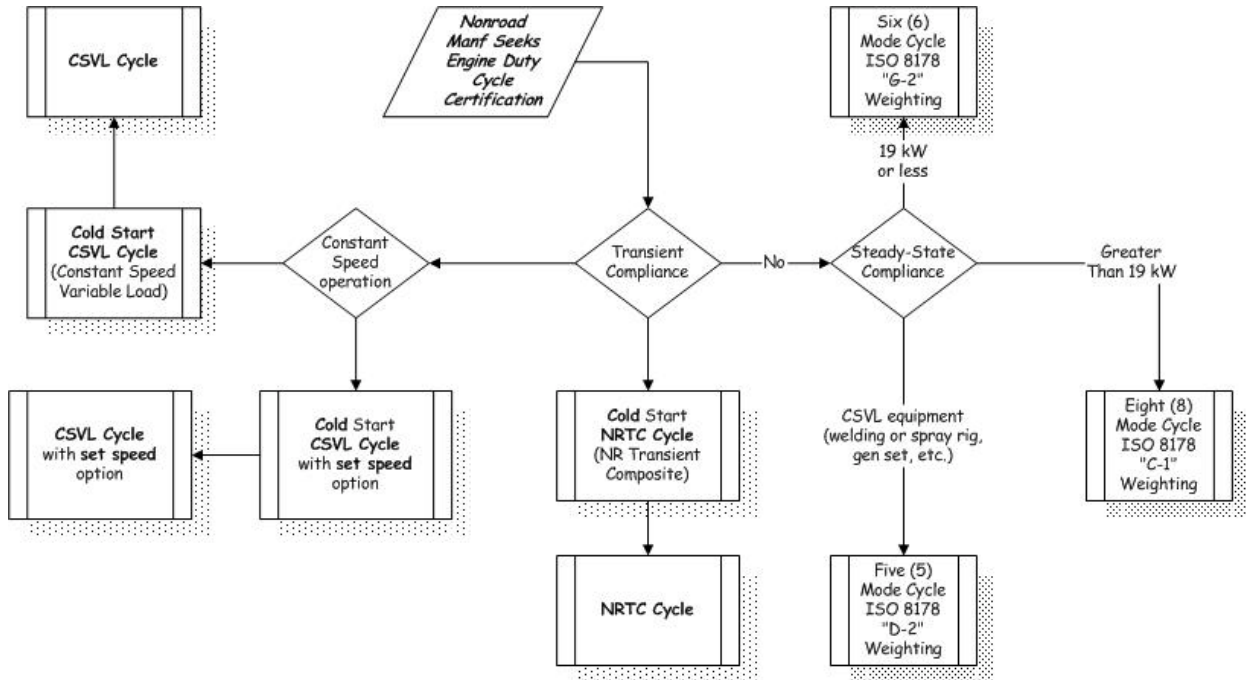 CSVL Cycle
Nonroad
Manf Seeks
Engine Duty
Cycle
Certification
Six (6)
Mode Cycle
ISO 8178
"G-2"
Weighting
19 kW
or less
Cold Start
CSVL Cycle
(Constant Speed
Variable Load)
Constant
Speed
operation
Transient
Compliance
No
Steady-State
Compliance
Greater
Than 19 kW
CSVL Cycle
with set speed
option
Cold Start
CSVL Cycle
with set speed
option
Cold Start
NRTC Cycle
(NR Transient
Composite)
CSVL equipment
(welding or spray rig,
gen set, etc.)
Eight (8)
Mode Cycle
ISO 8178
"C-1"
Weighting
NRTC Cycle
Five (5)
Mode Cycle
ISO 8178
"D-2"
Weighting